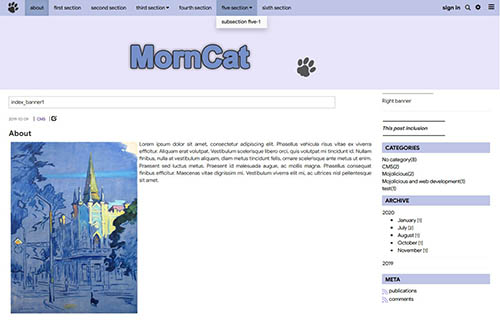 about first section second section third section fourth section five section sixth section sign in
subsection five-1
MornCat
index_banner1
Right banner
2019-10-09 | CMS |
This post inclusion
About
Lorem ipsum dolor sit amet, consectetur adipiscing elit. Phasellus vehicula risus vitae ex viverra
efficitur. Aliquam erat volutpat. Vestibulum scelerisque libero orci, quis volutpat mi tincidunt id. Nullam
finibus, nulla at vestibulum aliquam, diam metus tincidunt felis, ornare scelerisque ante metus ut enim.
Praesent sed luctus metus. Praesent id malesuada augue, ac mollis magna. Phasellus consequat
finibus efficitur. Maecenas vitae dignissim mi. Vestibulum viverra elit mi, ac ultrices nisl pellentesque
sit amet.
CATEGORIES
No category(8)
CMS(2)
Mojolicious(2)
Mojolicious and web development(1)
test(1)
ARCHIVE
2020
January [1]
July [2]
August [1]
October [1]
November [1]
2019
META
publications
comments